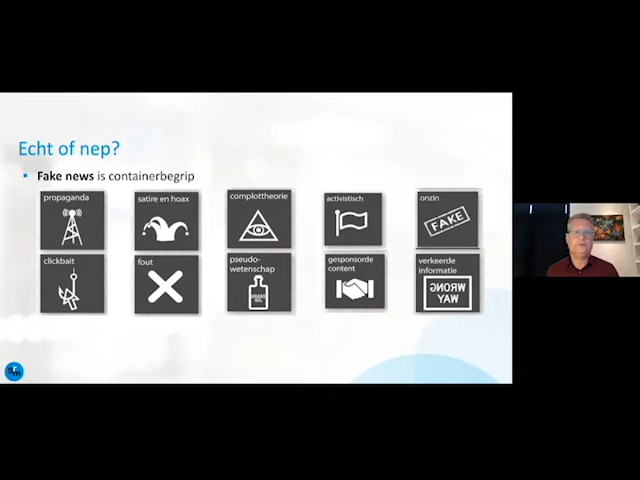 Echt of nep?
• Fake news is containerbegrip
propaganda
satire en hoax
complottheorie
activistisch
onzin
FAKE
clickbait
fout
pseudo-
wetenschap
gesponsorde
content
verkeerde
informatie
WRONG
WAY